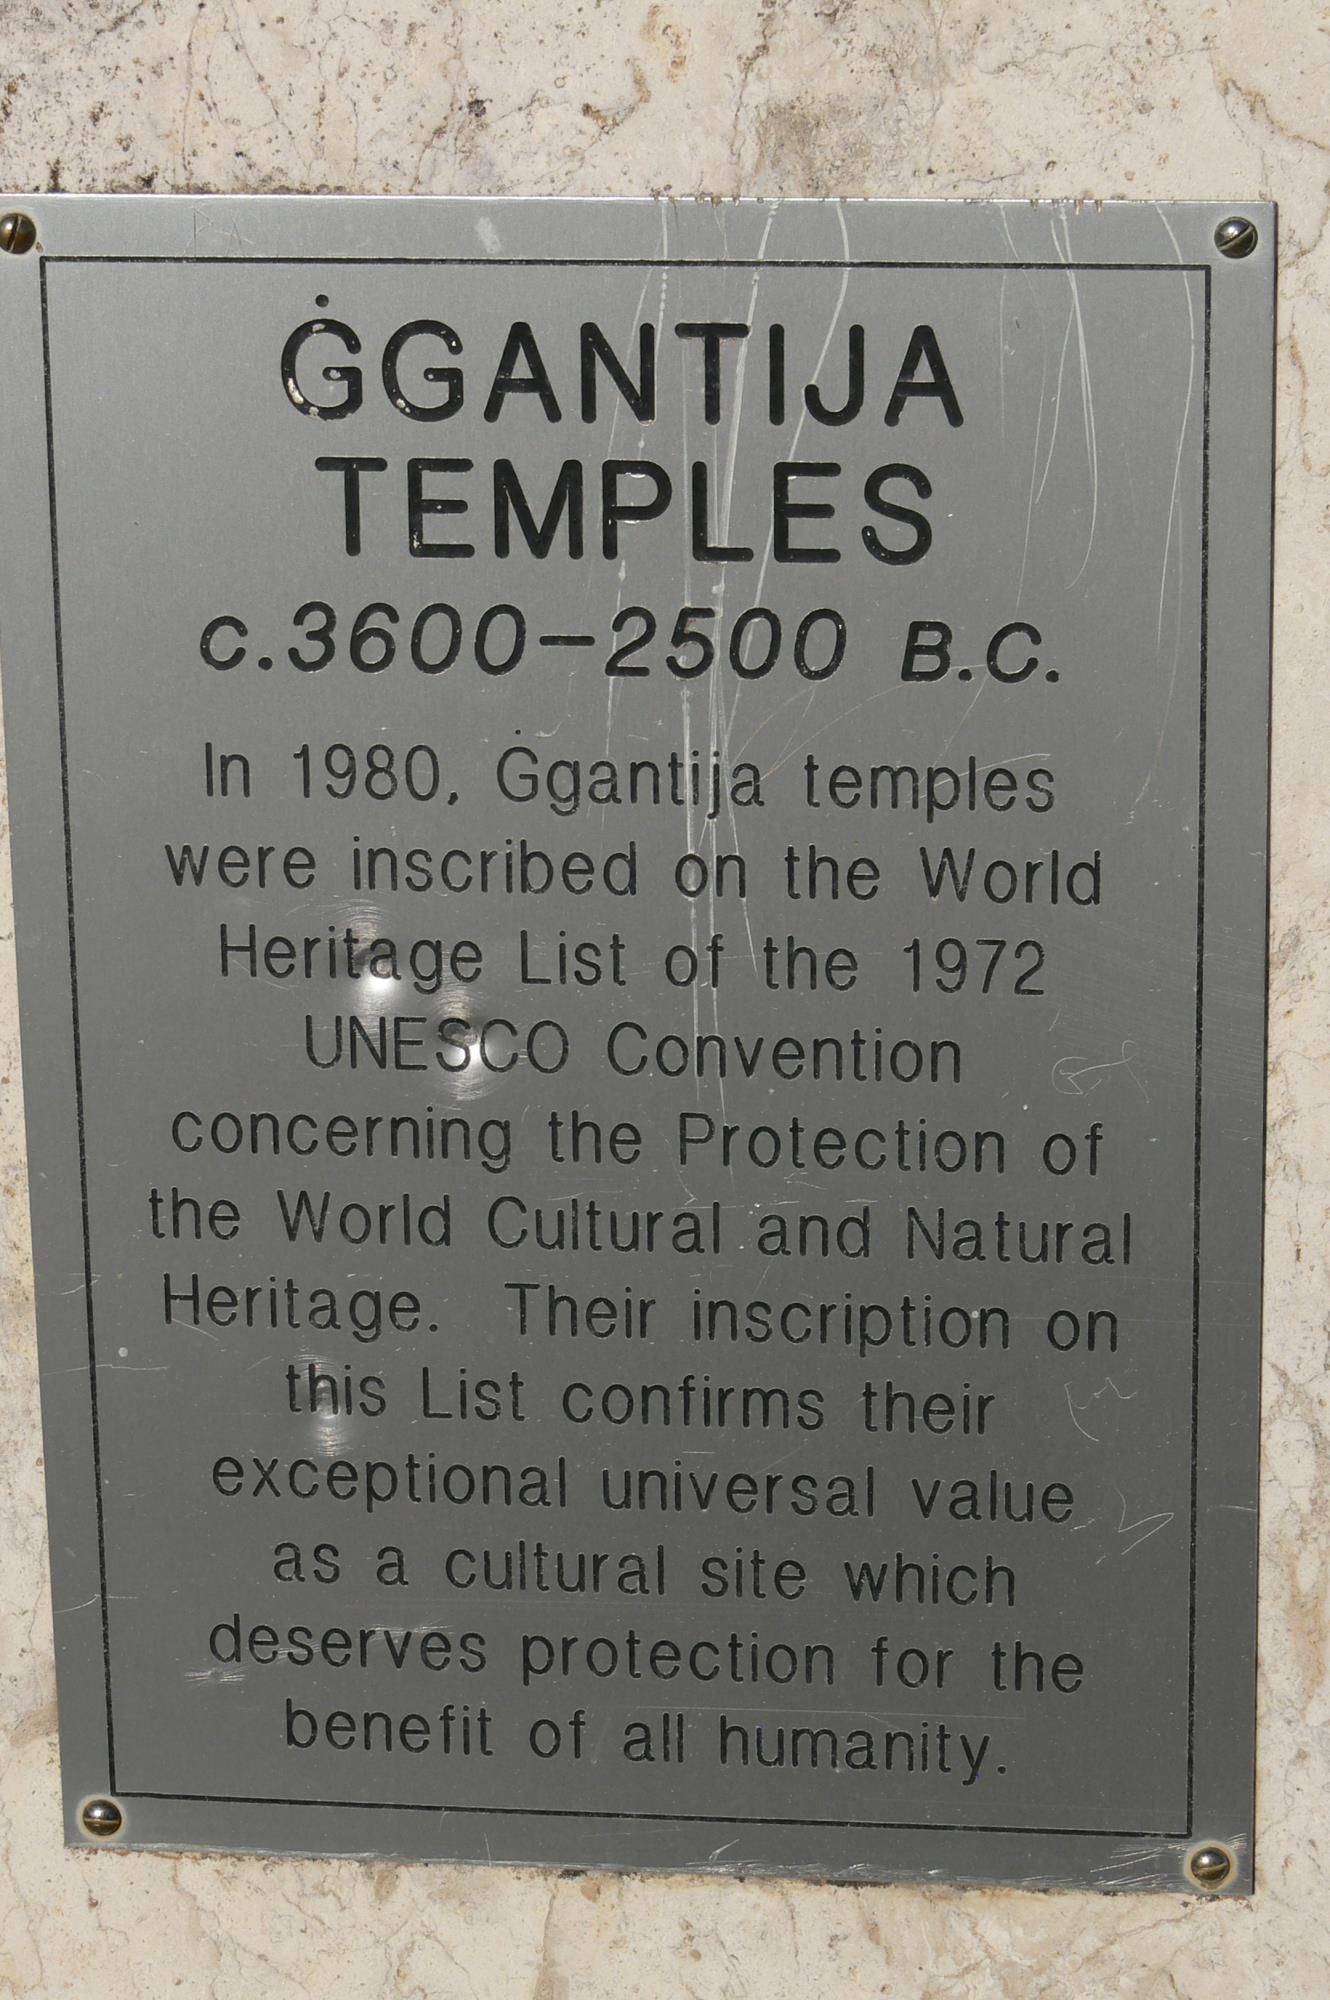 ĠGANTIJA
TEMPLES
c.3600-2500 B.C.
In 1980, Ġgantija temples
were inscribed on the World
Heritage List of the 1972
UNESCO Convention
concerning the Protection of
the World Cultural and Natural
Heritage. Their inscription on
this List confirms their
exceptional universal value
as a cultural site which
deserves protection for the
benefit of all humanity.